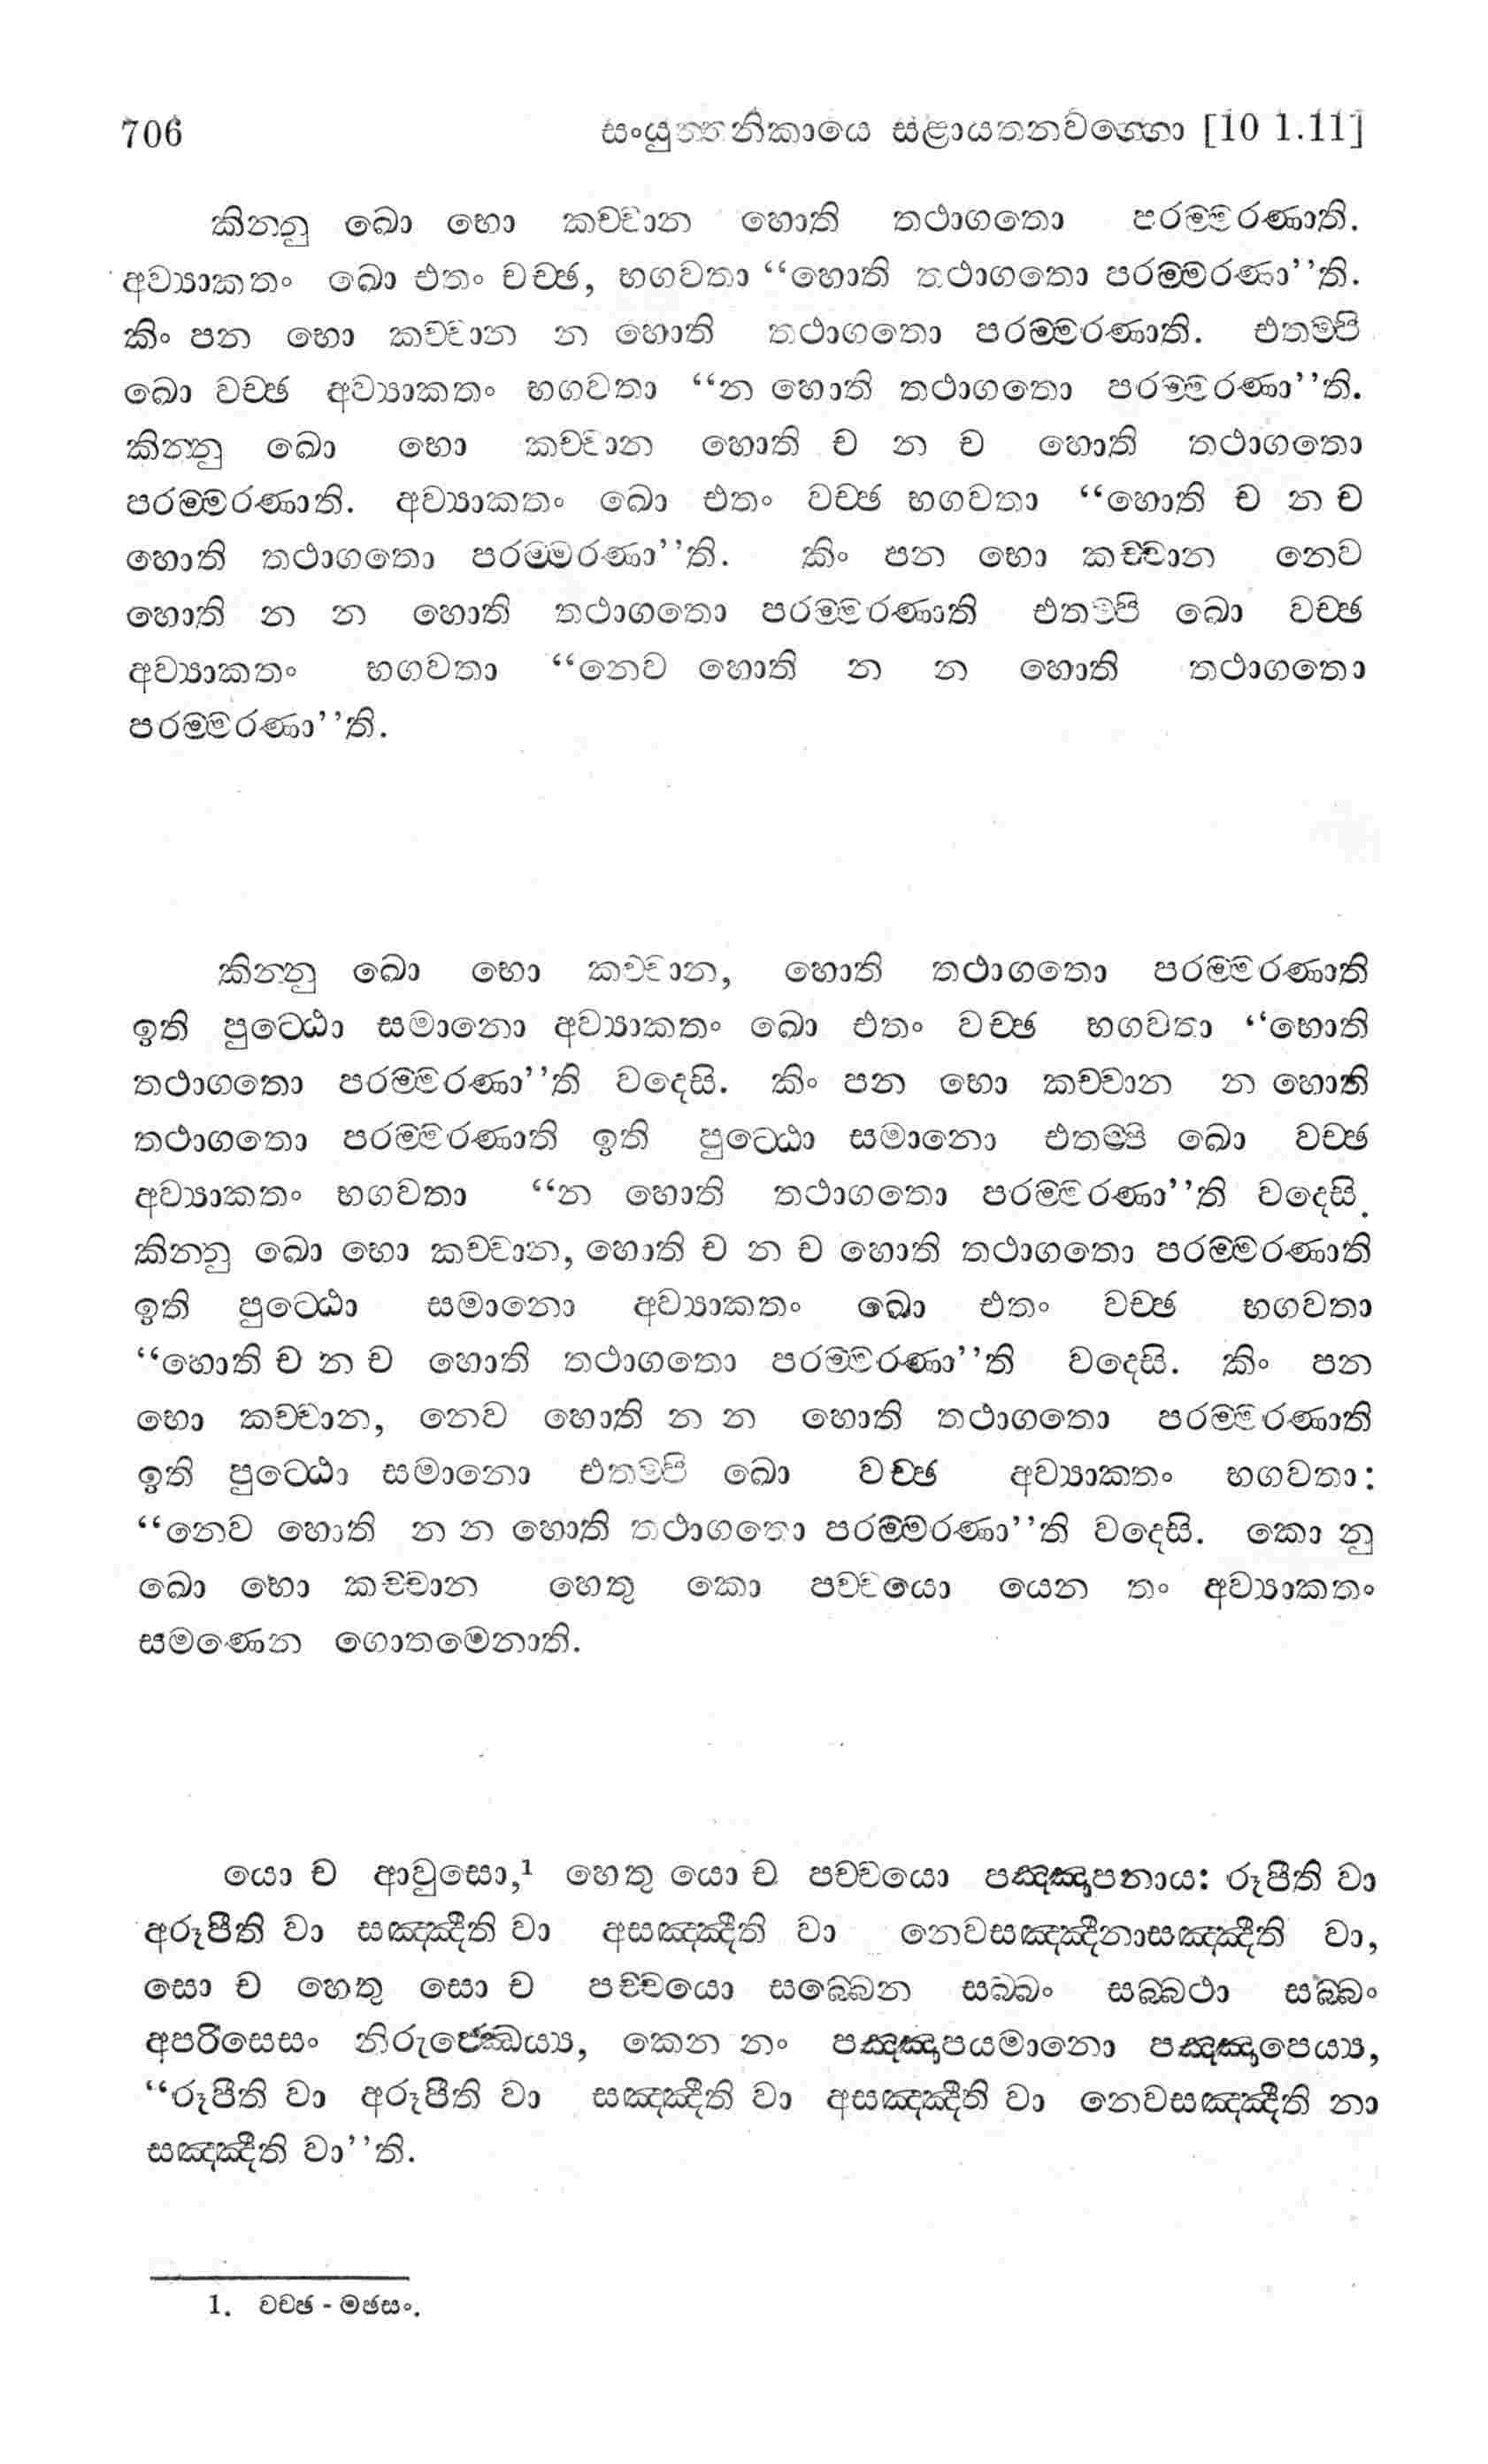 706 සංයුත්තනිකායෙ සළායතනවග්ගො [10 1.11]
කින්නු ඛො භො කච්චාන හොති තථාගතො පරම්මරණාති.
අව්‍යාකතං ඛො එතං වච්ඡ, භගවතා “හොති තථාගතො පරම්මරණා’’ති.
කිං පන භො කච්චාන න හොති තථාගතො පරම්මරණාති. එතම්පි
ඛො වච්ඡ අව්‍යාකතං භගවතා “න හොති තථාගතො පරම්මරණා’’ති.
කින්නු ඛො භො කච්චාන හොති ච න ච හොති තථාගතො
පරම්මරණාති. අව්‍යාකතං ඛො එතං වච්ඡ භගවතා “හොති ච න ච
හොති තථාගතො පරම්මරණා’’ති. කිං පන භො කච්චාන නෙව
හොති න න හොති තථාගතො පරම්මරණාති එතම්පි ඛො වච්ඡ
අව්‍යාකතං භගවතා “නෙව හොති න න හොති තථාගතො
පරම්මරණා’’ති.
කින්නු ඛො භො කච්චාන, හොති තථාගතො පරම්මරණාති
ඉති පුට්ඨො සමානො අව්‍යාකතං ඛො එතං වච්ඡ භගවතා “භොති
තථාගතො පරම්මරණා’’ති වදෙසි. කිං පන භො කච්චාන න හොති
තථාගතො පරම්මරණාති ඉති පුට්ඨො සමානො එතම්පි ඛො වච්ඡ
අව්‍යාකතං භගවතා “න හොති තථාගතො පරම්මරණා’’ති වදෙසි.
කින්නු ඛො භො කච්චාන, හොති ච න ච හොති තථාගතො පරම්මරණාති
ඉති පුට්ඨො සමානො අව්‍යාකතං ඛො එතං වච්ඡ භගවතා
“හොති ච න ච හොති තථාගතො පරම්මරණා’’ති වදෙසි. කිං පන
භො කච්චාන, නෙව හොති න න හොති තථාගතො පරම්මරණාති
ඉති පුට්ඨො සමානො එතම්පි ඛො වච්ඡ අව්‍යාකතං භගවතා:
“නෙව හොති න න හොති තථාගතො පරම්මරණා’’ති වදෙසි. කො නු
ඛො භො කච්චාන හෙතු කො පච්චයො යෙන තං අව්‍යාකතං
සමණෙන ගොතමෙනාති.
යො ච ආවුසො,¹ හෙතු යො ච පච්චයො පඤ්ඤාපනාය: රූපීති වා
අරූපීති වා සඤ්ඤීති වා අසඤ්ඤීති වා නෙවසඤ්ඤීනාසඤ්ඤීති වා,
සො ච හෙතු සො ච පච්චයො සබ්බෙන සබ්බං සබ්බථා සබ්බං
අපරිසෙසං නිරුජ්ඣෙය්‍ය, කෙන නං පඤ්ඤාපයමානො පඤ්ඤාපෙය්‍ය,
“රූපීති වා අරූපීති වා සඤ්ඤීති වා අසඤ්ඤීති වා නෙවසඤ්ඤීති නා
සඤ්ඤීති වා’’ති.
1. වච්ඡ - මඡසං.